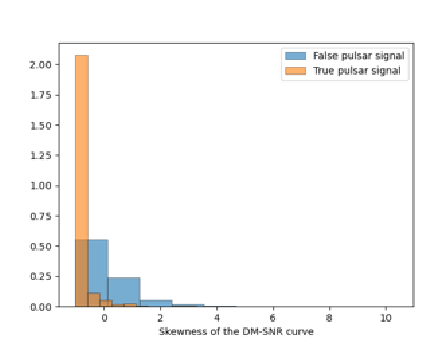 False pulsar signal
True pulsar signal
2.00
1.75
1.50
1.25
1.00
0.75
0.50
0.25
0.00
0 2 4 6 8 10
Skewness of the DM-SNR curve